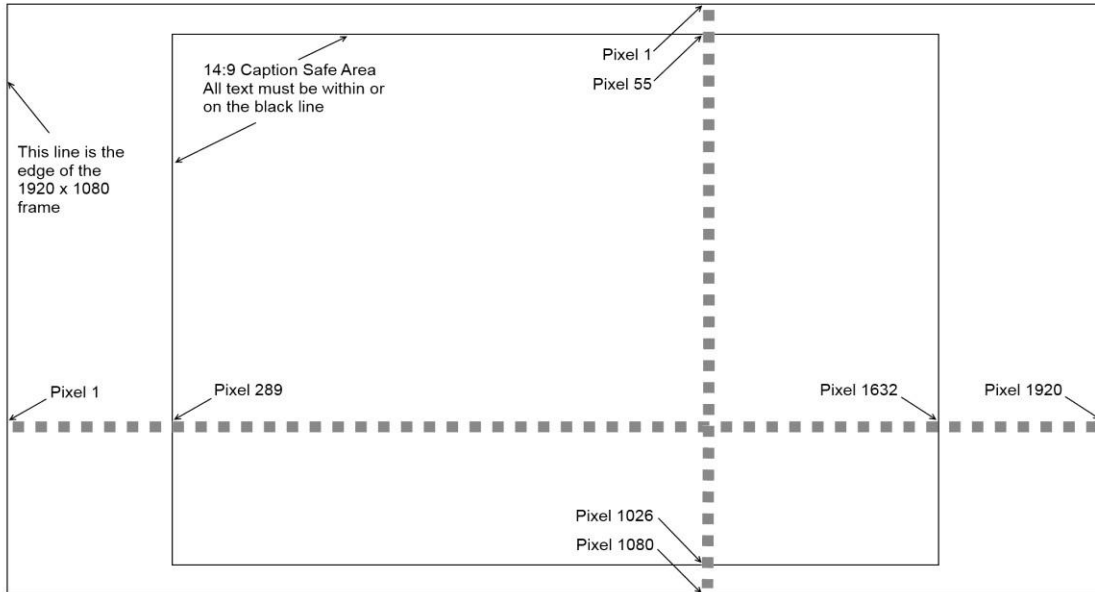 Pixel 1
Pixel 55
14:9 Caption Safe Area
All text must be within or
on the black line
This line is the
edge of the
1920 x 1080
frame
Pixel 1
Pixel 289
Pixel 1632
Pixel 1920
Pixel 1026
Pixel 1080